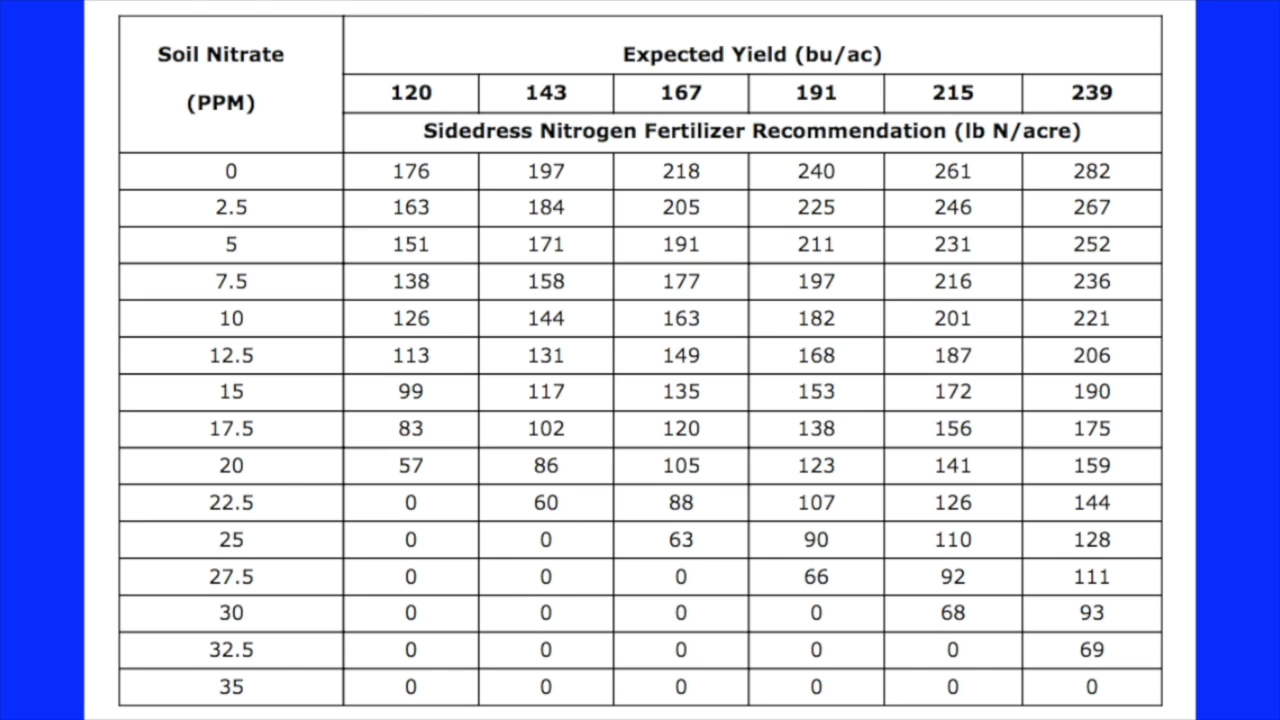 Soil Nitrate
(PPM)
Expected Yield (bu/ac)
120 143 167 191 215 239
Sidedress Nitrogen Fertilizer Recommendation (lb N/acre)
0 176 197 218 240 261 282
2.5 163 184 205 225 246 267
5 151 171 191 211 231 252
7.5 138 158 177 197 216 236
10 126 144 163 182 201 221
12.5 113 131 149 168 187 206
15 99 117 135 153 172 190
17.5 83 102 120 138 156 175
20 57 86 105 123 141 159
22.5 0 60 88 107 126 144
25 0 0 63 90 110 128
27.5 0 0 0 66 92 111
30 0 0 0 0 68 93
32.5 0 0 0 0 0 69
35 0 0 0 0 0 0